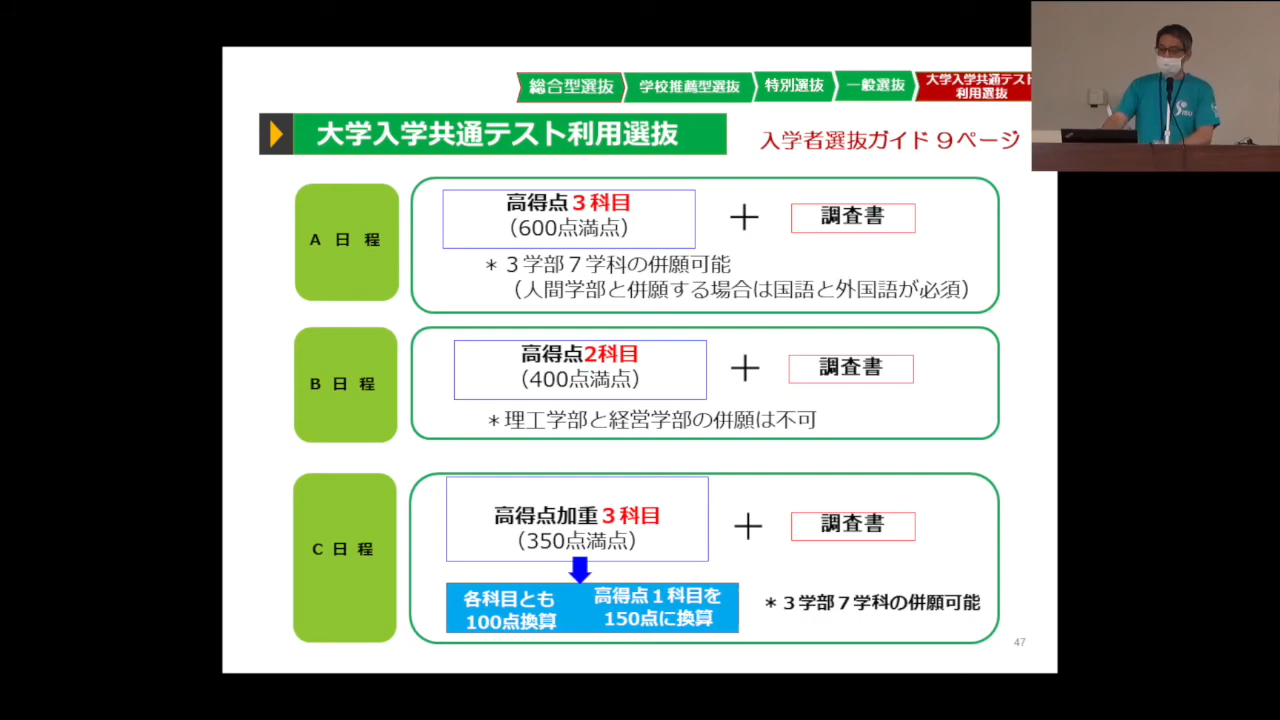 総合型選抜
学校推薦型選抜
特別選抜
一般選抜
大学入学共通テスト
利用選抜
大学入学共通テスト利用選抜
入学者選抜ガイド９ページ
A 日 程
高得点３科目
（600点満点）
＋
調査書
＊３学部７学科の併願可能
（人間学部と併願する場合は国語と外国語が必須）
B 日 程
高得点2科目
（400点満点）
＋
調査書
＊理工学部と経営学部の併願は不可
C 日 程
高得点加重３科目
（350点満点）
＋
調査書
各科目とも
100点換算
高得点１科目を
150点に換算
＊３学部７学科の併願可能
47